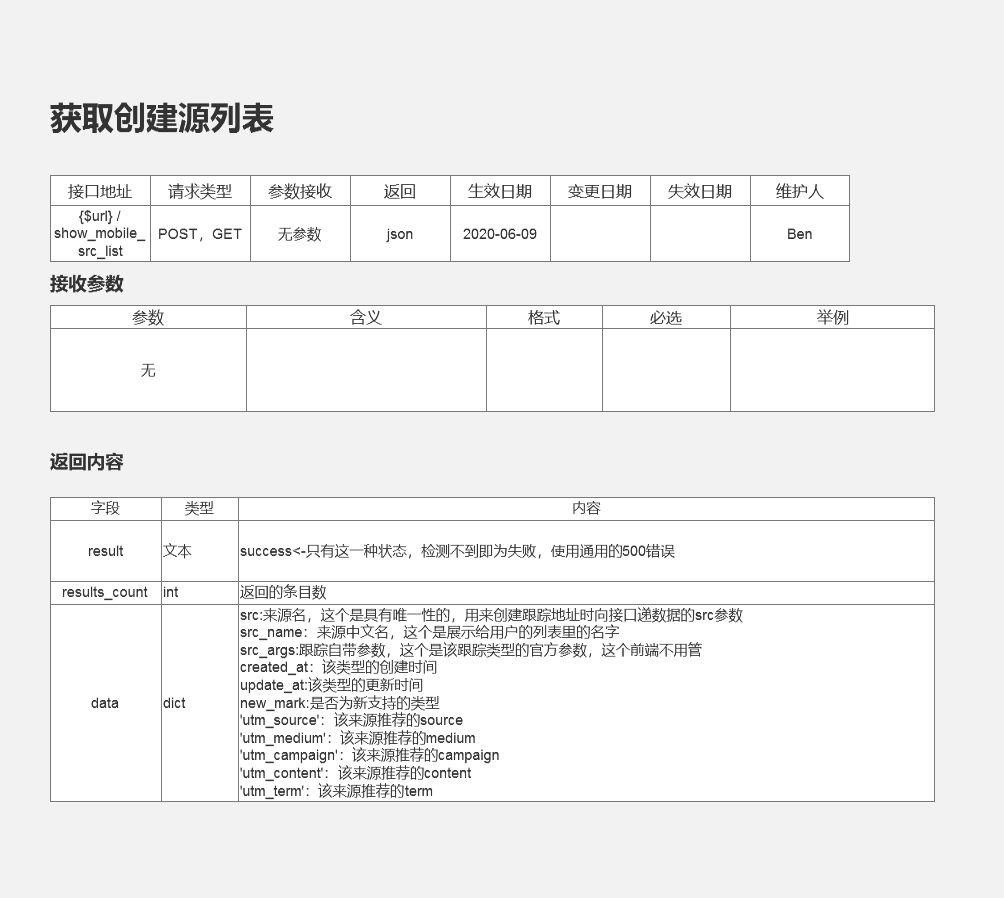 获取创建源列表
接口地址 请求类型 参数接收 返回 生效日期 变更日期 失效日期 维护人
{$url} /
show_mobile_
src_list
POST，GET 无参数 json 2020-06-09 Ben
接收参数
参数 含义 格式 必选 举例
无
返回内容
字段 类型 内容
result 文本 success<-只有这一种状态，检测不到即为失败，使用通用的500错误
results_count int 返回的条目数
data dict
src:来源名，这个是具有唯一性的，用来创建跟踪地址时向接口递数据的src参数
src_name：来源中文名，这个是展示给用户的列表里的名字
src_args:跟踪自带参数，这个是该跟踪类型的官方参数，这个前端不用管
created_at：该类型的创建时间
update_at:该类型的更新时间
new_mark:是否为新支持的类型
'utm_source'：该来源推荐的source
'utm_medium'：该来源推荐的medium
'utm_campaign'：该来源推荐的campaign
'utm_content'：该来源推荐的content
'utm_term'：该来源推荐的term